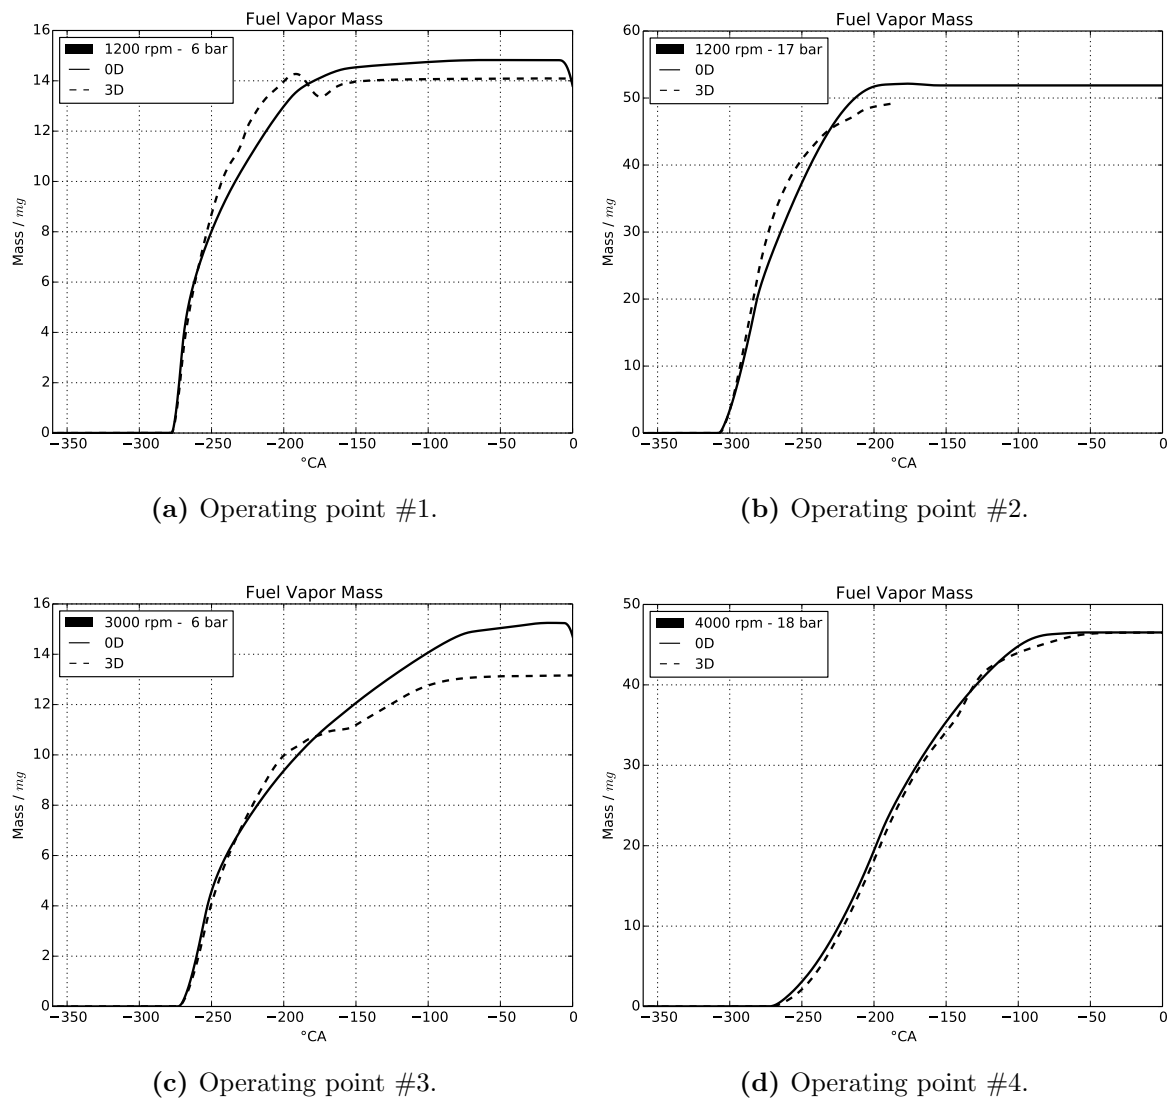 Fuel Vapor Mass
1200 rpm - 6 bar
0D
3D
16
14
12
10
8
6
4
2
0
Mass / mg
−350 −300 −250 −200 −150 −100 −50 0
°CA
(a) Operating point #1.
Fuel Vapor Mass
1200 rpm - 17 bar
0D
3D
60
50
40
30
20
10
0
Mass / mg
−350 −300 −250 −200 −150 −100 −50 0
°CA
(b) Operating point #2.
Fuel Vapor Mass
3000 rpm - 6 bar
0D
3D
16
14
12
10
8
6
4
2
0
Mass / mg
−350 −300 −250 −200 −150 −100 −50 0
°CA
(c) Operating point #3.
Fuel Vapor Mass
4000 rpm - 18 bar
0D
3D
50
40
30
20
10
0
Mass / mg
−350 −300 −250 −200 −150 −100 −50 0
°CA
(d) Operating point #4.